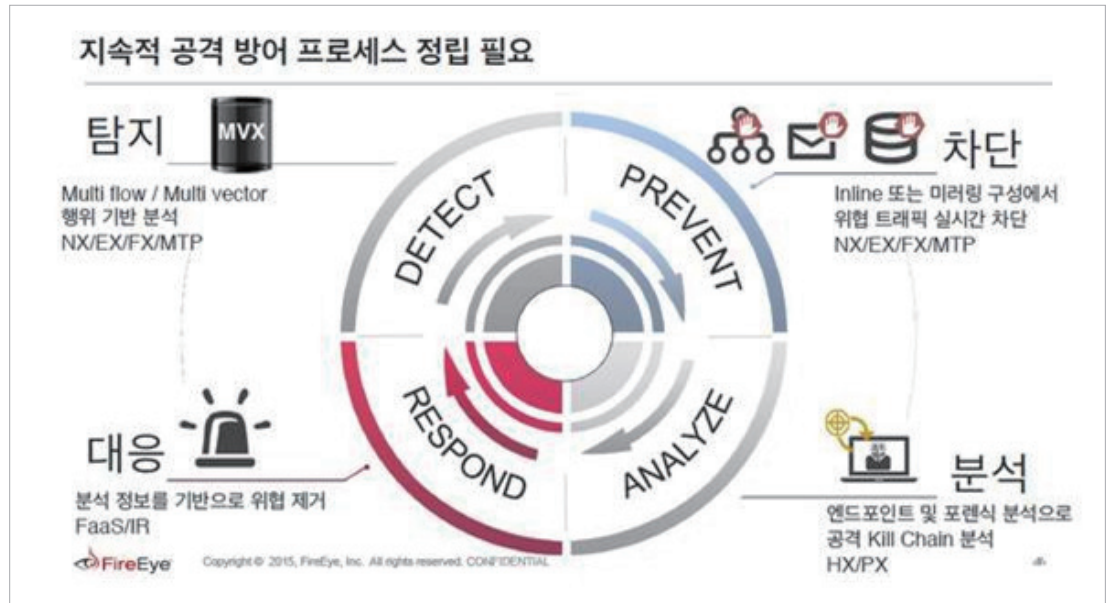 지속적 공격 방어 프로세스 정립 필요
탐지
MVX
Multi flow / Multi vector
행위 기반 분석
NX/EX/FX/MTP
차단
Inline 또는 미러링 구성에서
위협 트래픽 실시간 차단
NX/EX/FX/MTP
DETECT
PREVENT
RESPOND
ANALYZE
대응
분석 정보를 기반으로 위협 제거
FaaS/IR
분석
엔드포인트 및 포렌식 분석으로
공격 Kill Chain 분석
HX/PX
FireEye
Copyright © 2015, FireEye, Inc. All rights reserved. CONFIDENTIAL